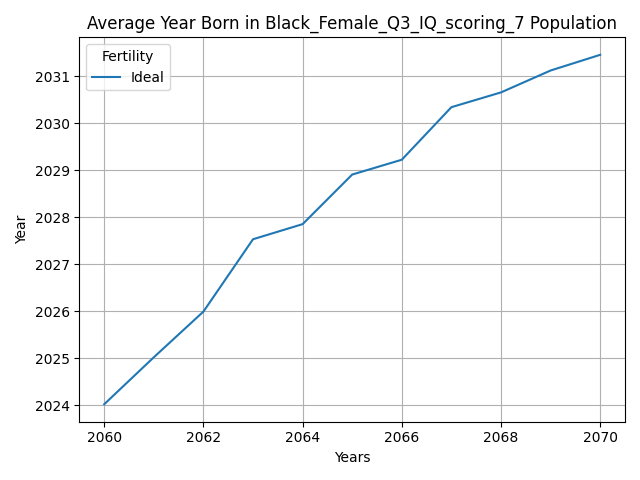 Average Year Born in Black_Female_Q3_IQ_scoring_7 Population
Fertility
Ideal
2031
2030
2029
2028
2027
2026
2025
2024
Year
2060
2062
2064
2066
2068
2070
Years